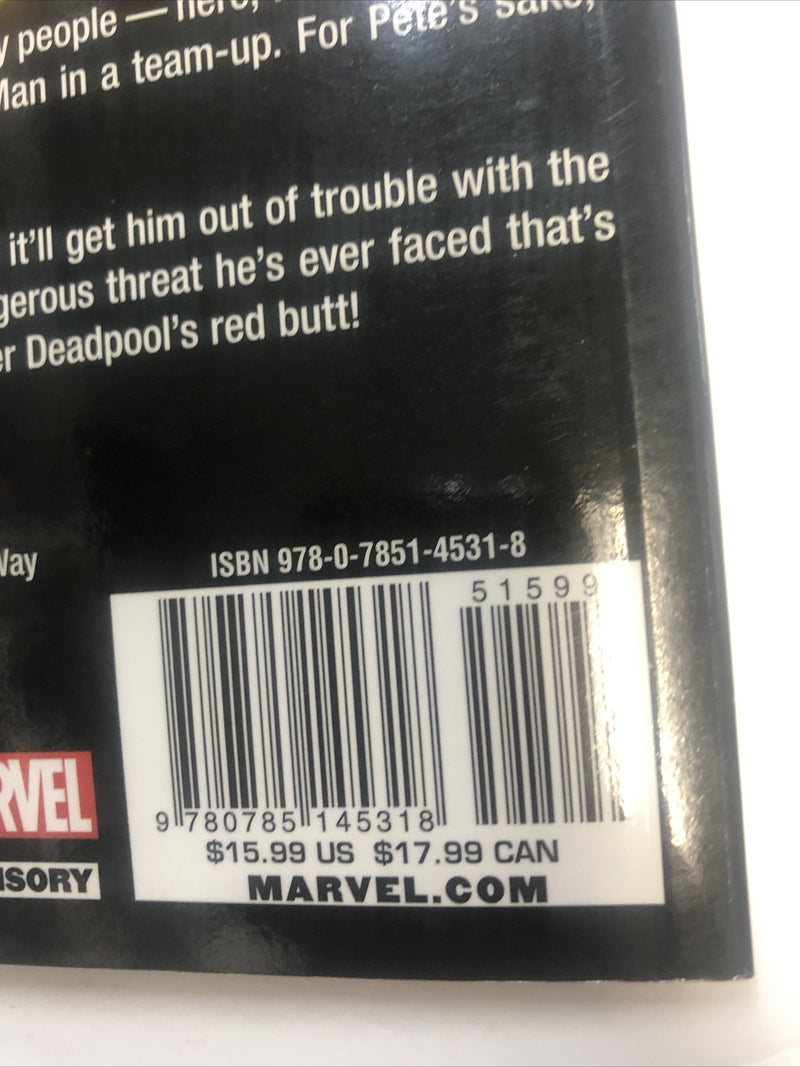 people —
Man in a team-up. For Pete's sake,
it'll get him out of trouble with the
gerous threat he's ever faced that's
er Deadpool's red butt!
Way
ISBN 978-0-7851-4531-8
51599
9 780785 145318
$15.99 US $17.99 CAN
MARVEL.COM
RVEL
ISORY